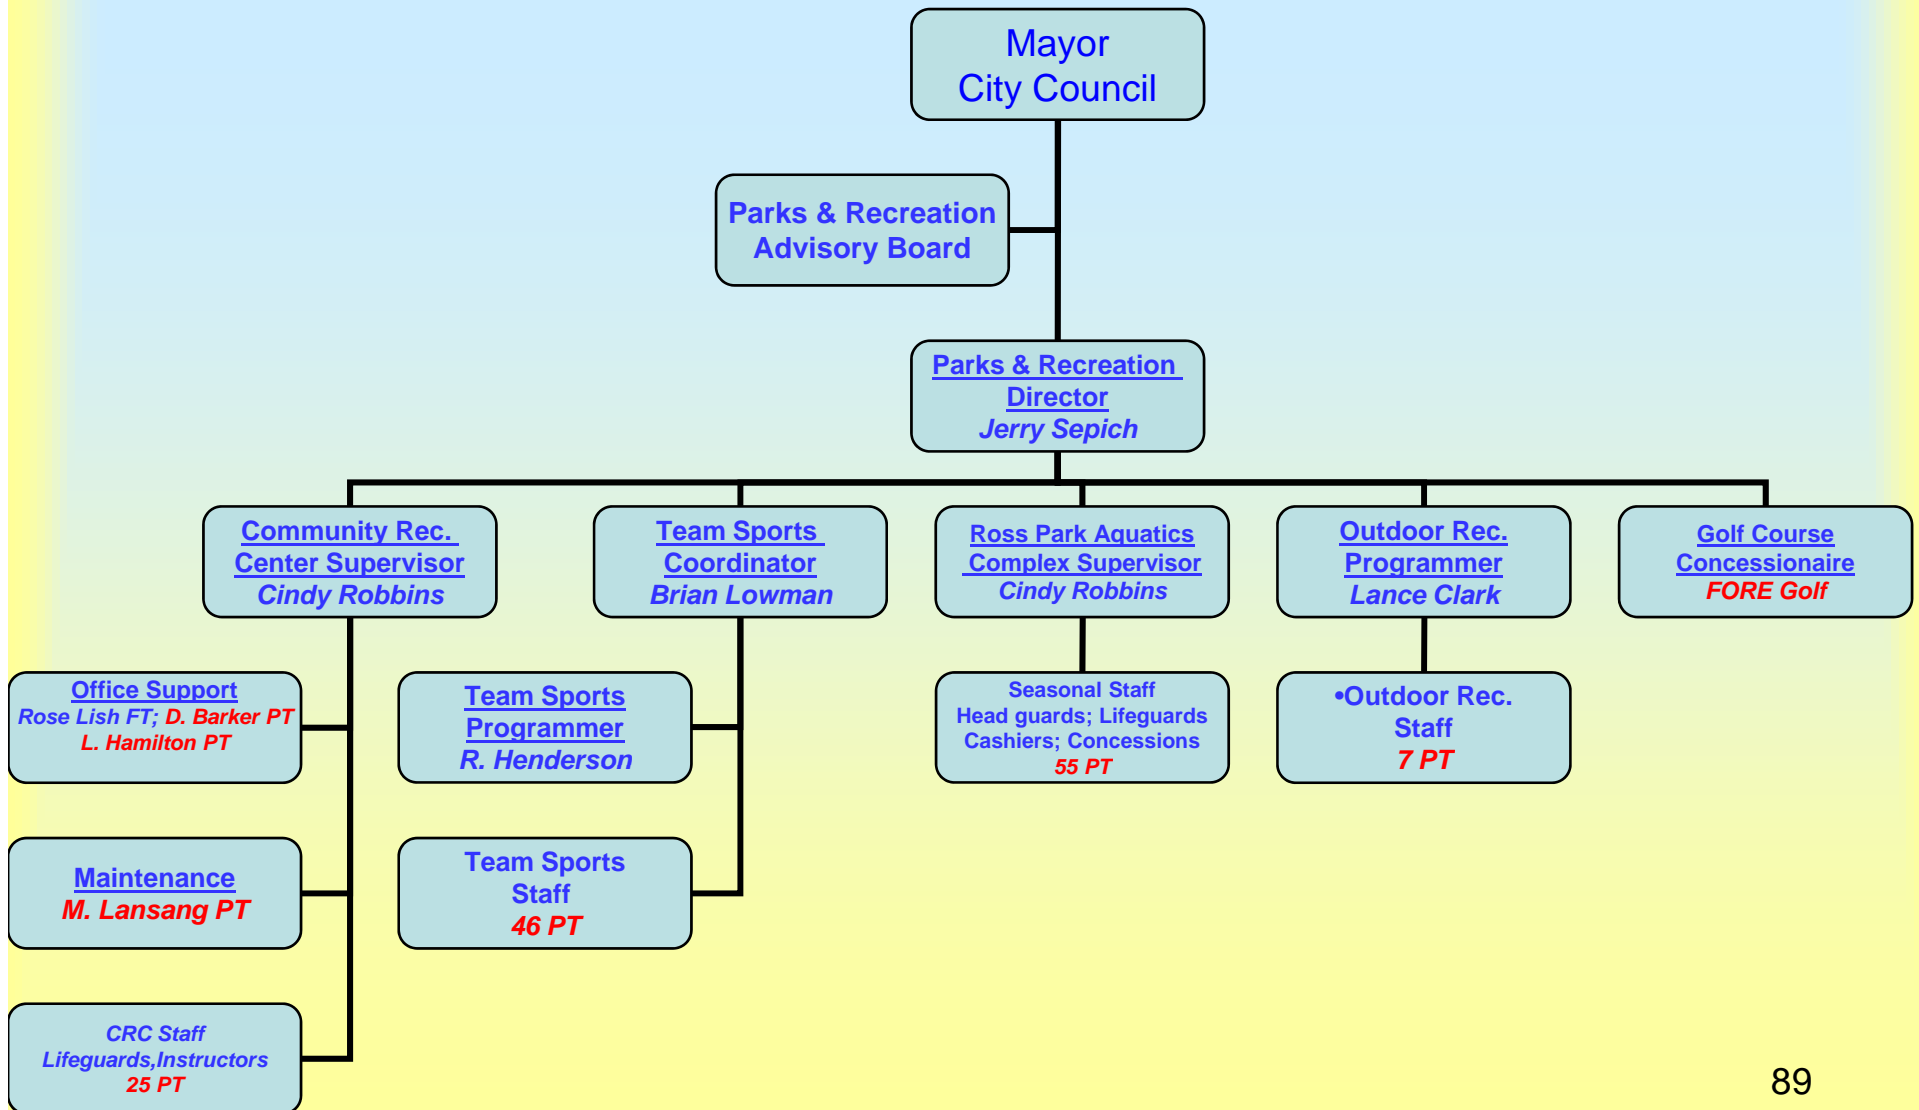 Mayor
City Council
Parks & Recreation
Advisory Board
Parks & Recreation
Director
Jerry Sepich
Community Rec.
Center Supervisor
Cindy Robbins
Team Sports
Coordinator
Brian Lowman
Ross Park Aquatics
Complex Supervisor
Cindy Robbins
Outdoor Rec.
Programmer
Lance Clark
Golf Course
Concessionaire
FORE Golf
Office Support
Rose Lish FT; D. Barker PT
L. Hamilton PT
Team Sports
Programmer
R. Henderson
Seasonal Staff
Head guards; Lifeguards
Cashiers; Concessions
55 PT
•Outdoor Rec.
Staff
7 PT
Maintenance
M. Lansang PT
Team Sports
Staff
46 PT
CRC Staff
Lifeguards,Instructors
25 PT
89